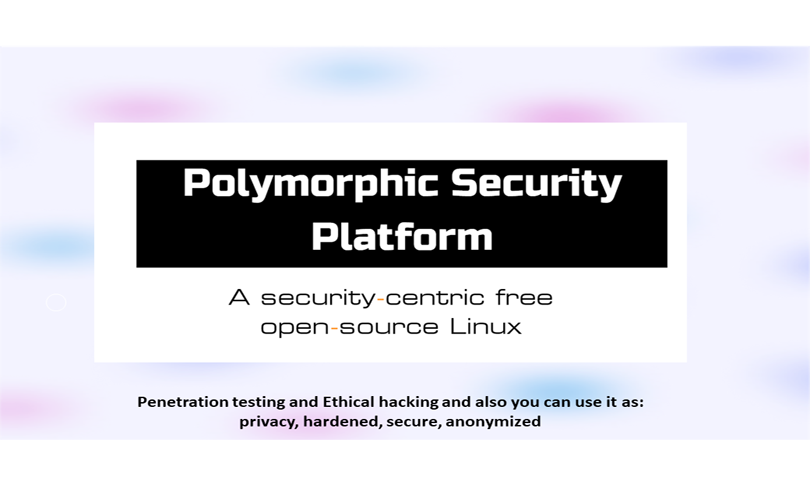 Polymorphic Security
Platform
A security-centric free
open-source Linux
Penetration testing and Ethical hacking and also you can use it as:
privacy, hardened, secure, anonymized